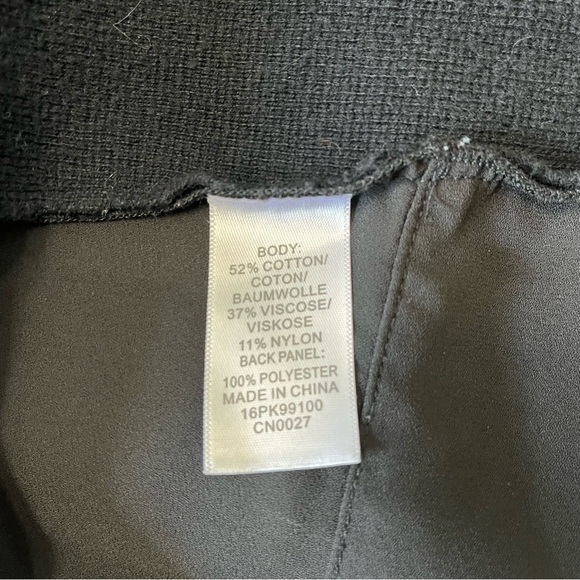 BODY:
52% COTTON/
COTON/
BAUMWOLLE
37% VISCOSE/
VISKOSE
11% NYLON
BACK PANEL:
100% POLYESTER
MADE IN CHINA
16PK99100
CN0027